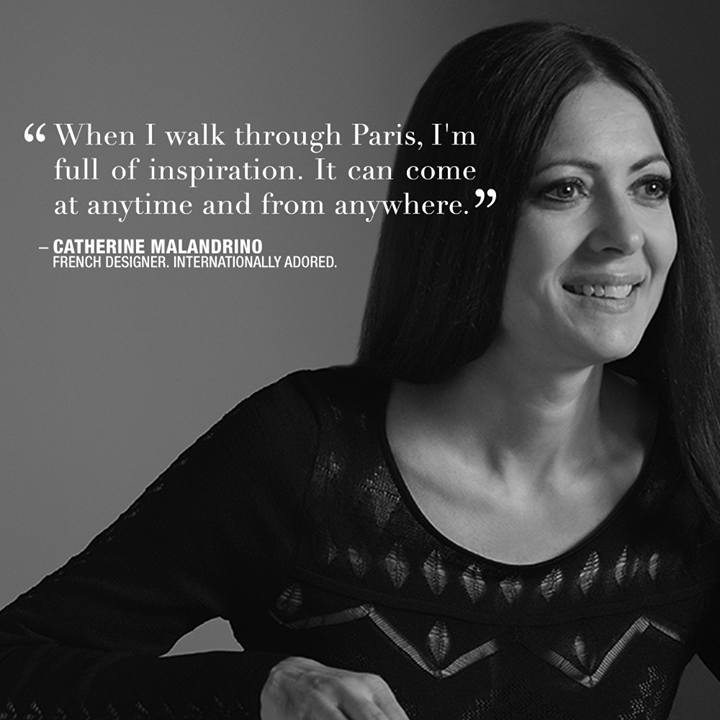 “ When I walk through Paris, I'm
full of inspiration. It can come
at anytime and from anywhere. ”
– CATHERINE MALANDRINO
FRENCH DESIGNER. INTERNATIONALLY ADORED.